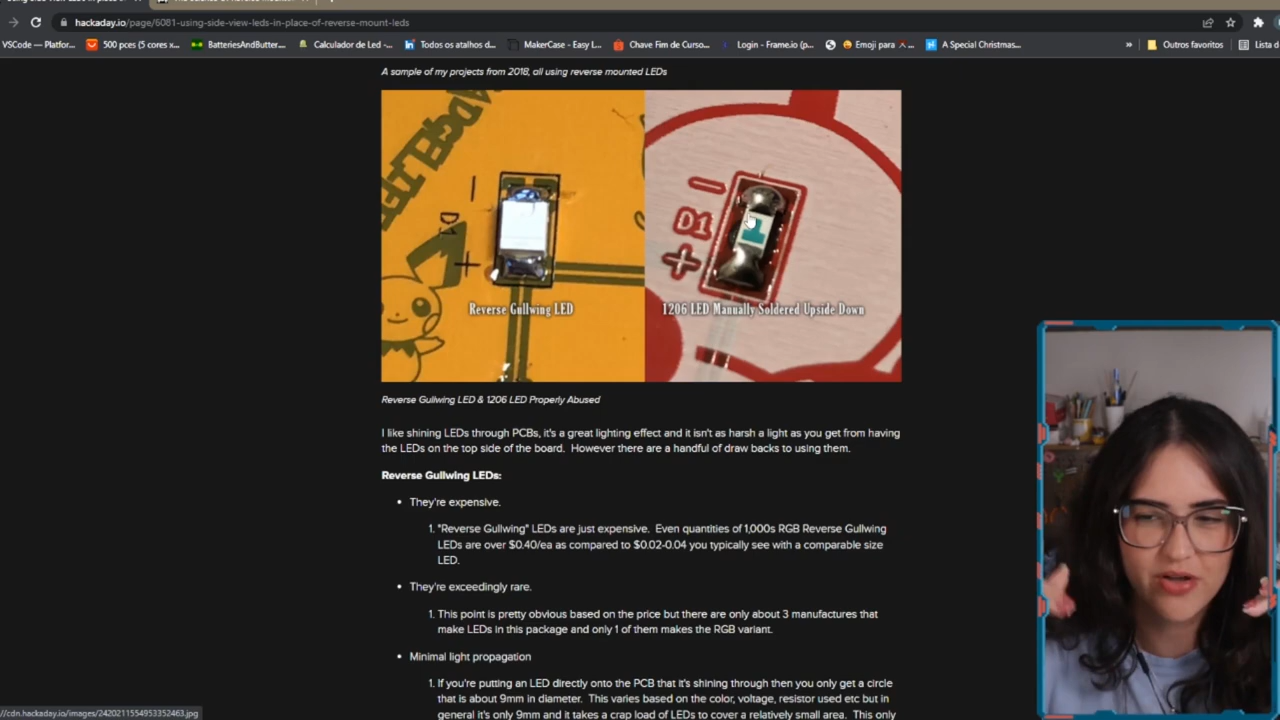 hackaday.io/page/6081-using-side-view-leds-in-place-of-reverse-mount-leds
VSCode — Platfor...
500 pces (5 cores x...
BatteriesAndButter...
Calculador de Led -...
Todos os atalhos d...
MakerCase - Easy L...
Chave Fim de Curso...
Login - Frame.io (p...
Emoji para
A Special Christmas...
»
Outros favoritos
Lista d
A sample of my projects from 2018, all using reverse mounted LEDs
D1
+
D1
+
Reverse Gullwing LED
1206 LED Manually Soldered Upside Down
Reverse Gullwing LED & 1206 LED Properly Abused
I like shining LEDs through PCBs, it's a great lighting effect and it isn't as harsh a light as you get from having
the LEDs on the top side of the board. However there are a handful of draw backs to using them.
Reverse Gullwing LEDs:
• They're expensive.
1. "Reverse Gullwing" LEDs are just expensive. Even quantities of 1,000s RGB Reverse Gullwing
LEDs are over $0.40/ea as compared to $0.02-0.04 you typically see with a comparable size
LED.
• They're exceedingly rare.
1. This point is pretty obvious based on the price but there are only about 3 manufactures that
make LEDs in this package and only 1 of them makes the RGB variant.
• Minimal light propagation
1. If you're putting an LED directly onto the PCB that it's shining through then you only get a circle
that is about 9mm in diameter. This varies based on the color, voltage, resistor used etc but in
general it's only 9mm and it takes a crap load of LEDs to cover a relatively small area. This only
//cdn.hackaday.io/images/2420211554953352463.jpg